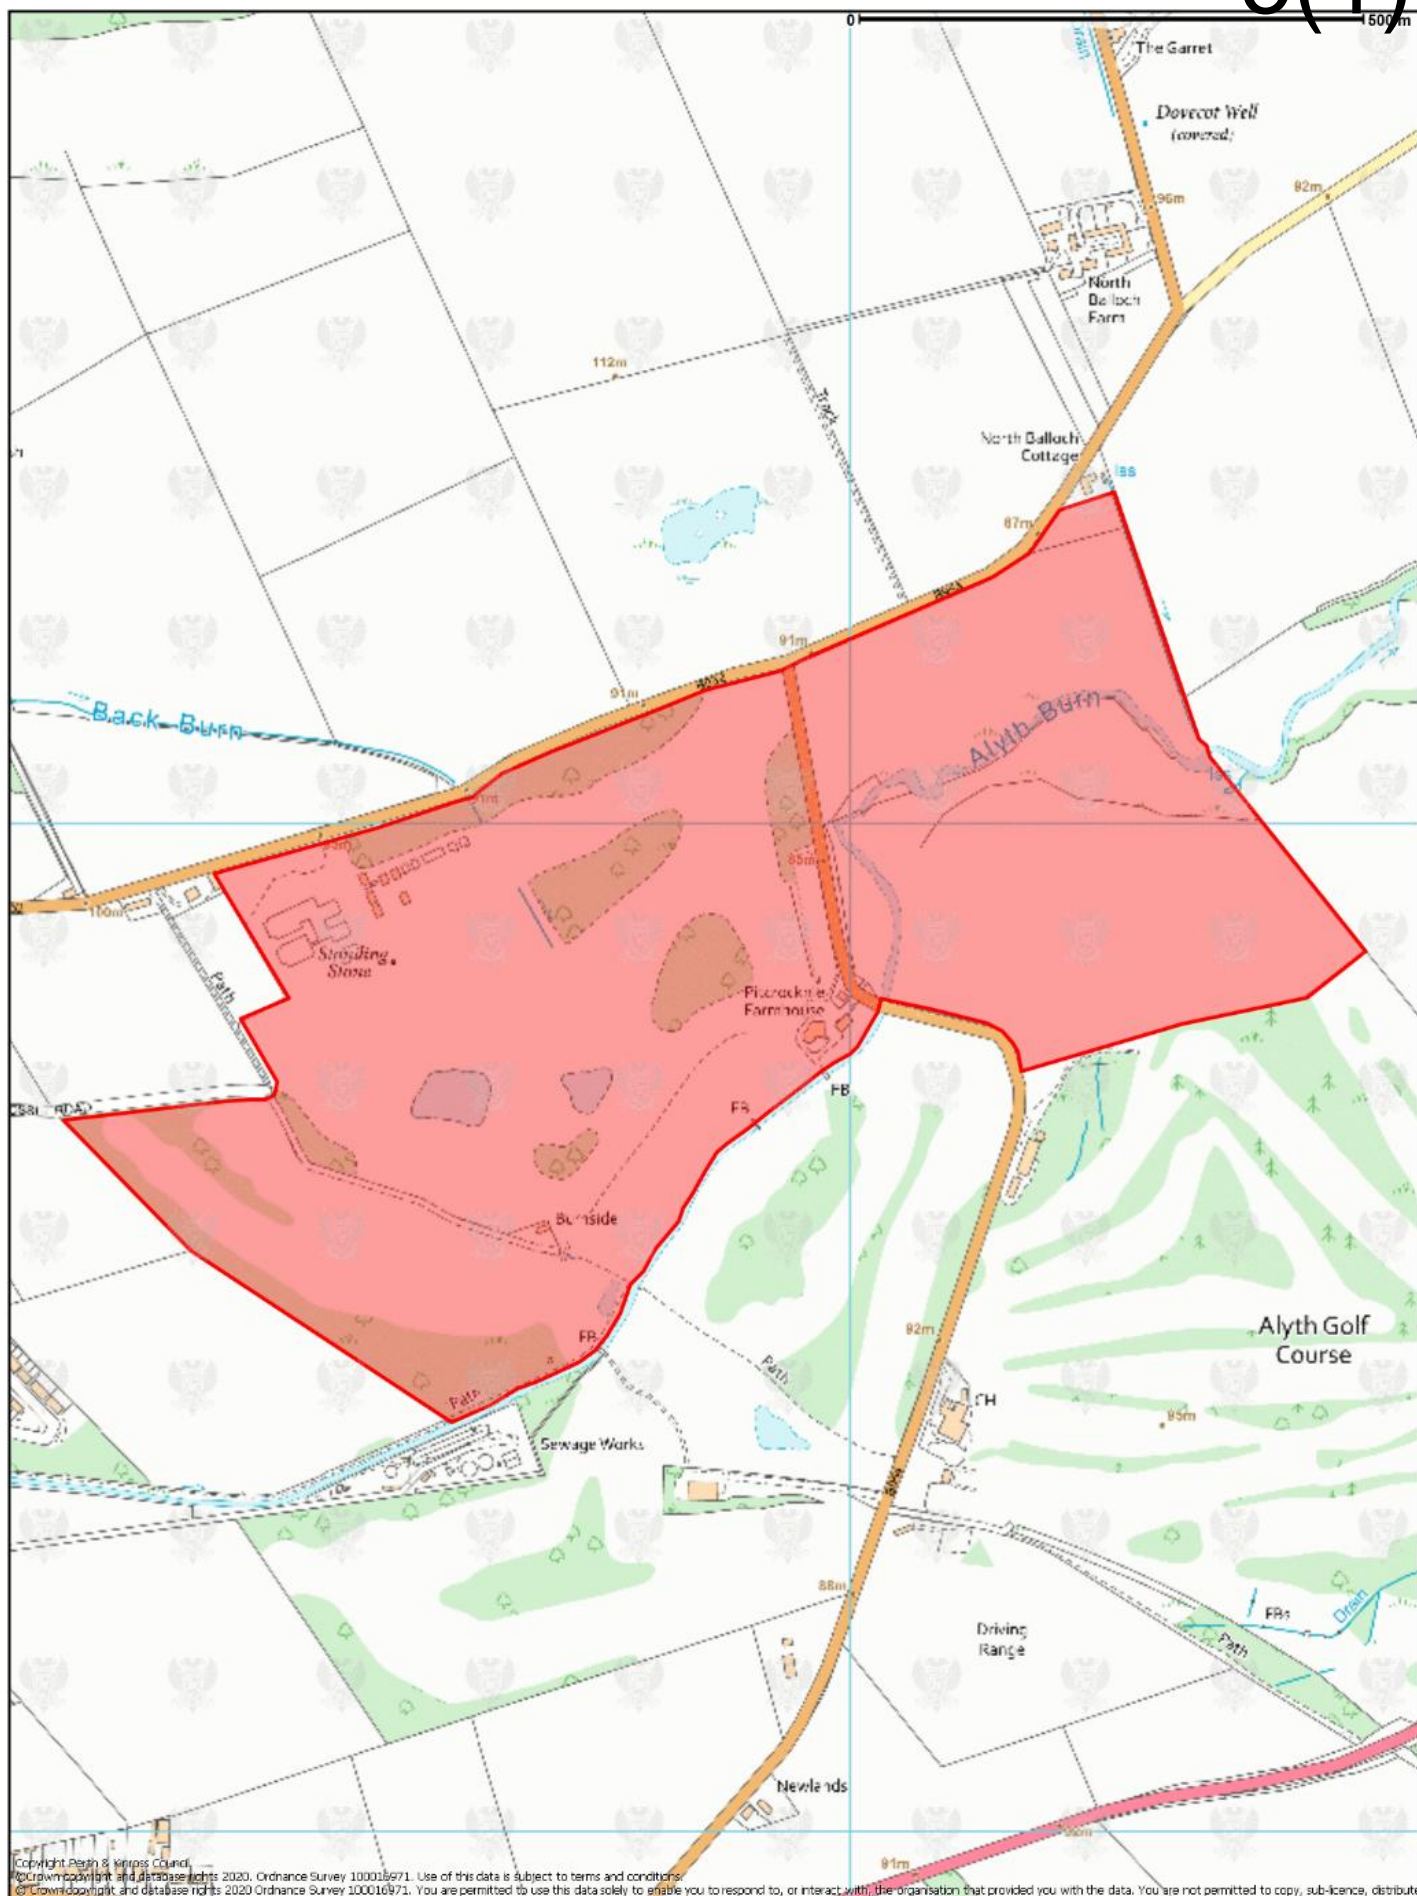 0
500m
The Garret
Dovecot Well
(covered)
92m
96m
North
Balloch
Farm
112m
Track
North Balloch
Cottage
Iss
87m
91m
91m
Back Burn
Alyth Burn
Iss
85m
100m
Standing
Stone
Path
Pitcrocknie
Farmhouse
FB
FB
Burnside
FB
92m
Alyth Golf
Course
Path
Path
CH
95m
Sewage Works
88m
FBs
Drain
Driving
Range
Path
Newlands
91m
Copyright Perth & Kinross Council.
©Crown copyright and database rights 2020. Ordnance Survey 100016971. Use of this data is subject to terms and conditions.
© Crown copyright and database rights 2020 Ordnance Survey 100016971. You are permitted to use this data solely to enable you to respond to, or interact with, the organisation that provided you with the data. You are not permitted to copy, sub-licence, distribute